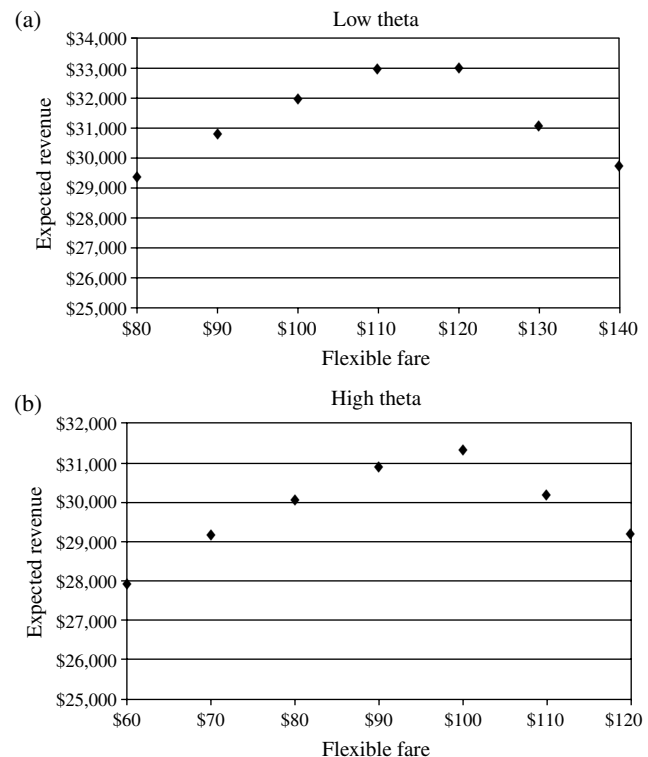 (a)
Low theta
$34,000
$33,000
$32,000
$31,000
$30,000
$29,000
$28,000
$27,000
$26,000
$25,000
Expected revenue
$80 $90 $100 $110 $120 $130 $140
Flexible fare
(b)
High theta
$32,000
$31,000
$30,000
$29,000
$28,000
$27,000
$26,000
$25,000
Expected revenue
$60 $70 $80 $90 $100 $110 $120
Flexible fare